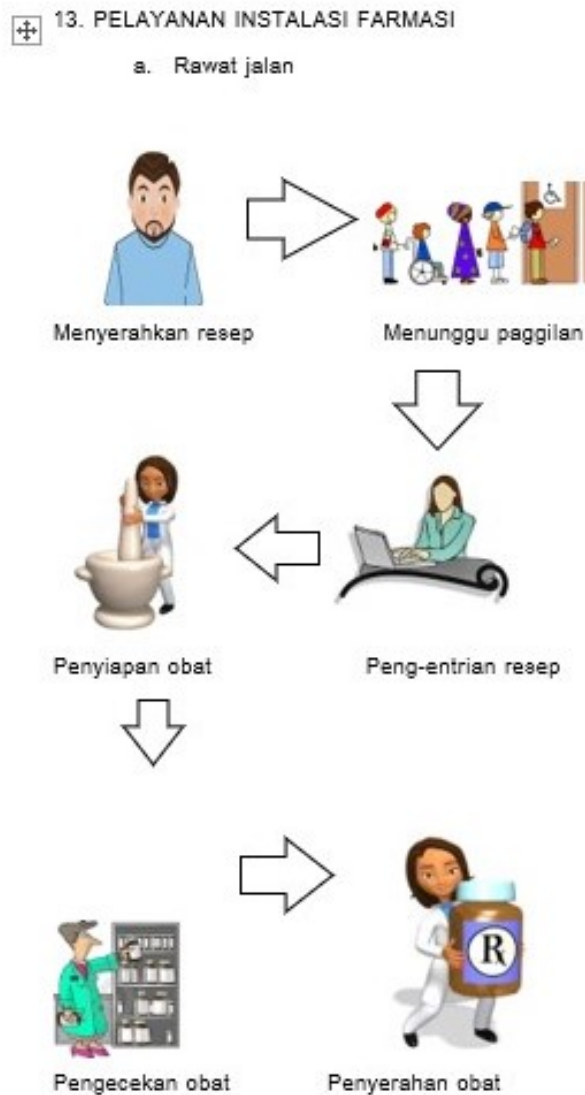 13. PELAYANAN INSTALASI FARMASI
a. Rawat jalan
Menyerahkan resep
Menunggu paggilan
Penyiapan obat
Peng-entrian resep
R
Pengecekan obat
Penyerahan obat